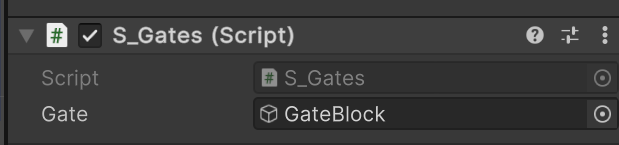 # S_Gates (Script)
Script # S_Gates
Gate GateBlock